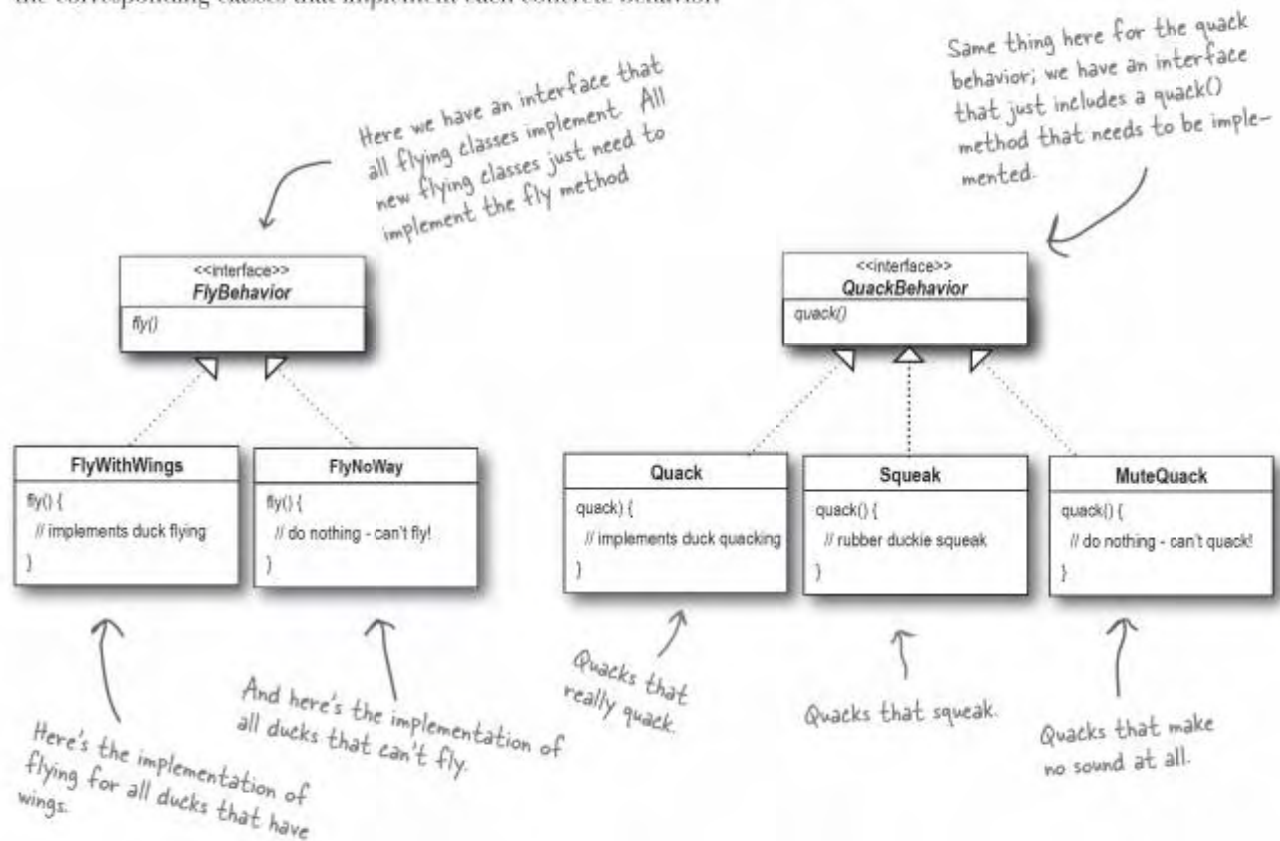 the corresponding classes that implement each concrete behavior.
Here we have an interface that
all flying classes implement. All
new flying classes just need to
implement the fly method
Same thing here for the quack
behavior; we have an interface
that just includes a quack()
method that needs to be imple-
mented.
<<interface>>
FlyBehavior
fly()
<<interface>>
QuackBehavior
quack()
FlyWithWings
fly() {
// implements duck flying
}
FlyNoWay
fly() {
// do nothing - can't fly!
}
Quack
quack) {
// implements duck quacking
}
Squeak
quack() {
// rubber duckie squeak
}
MuteQuack
quack() {
// do nothing - can't quack!
}
Here's the implementation of
flying for all ducks that have
wings.
And here's the implementation of
all ducks that can't fly.
Quacks that
really quack.
Quacks that squeak.
Quacks that make
no sound at all.